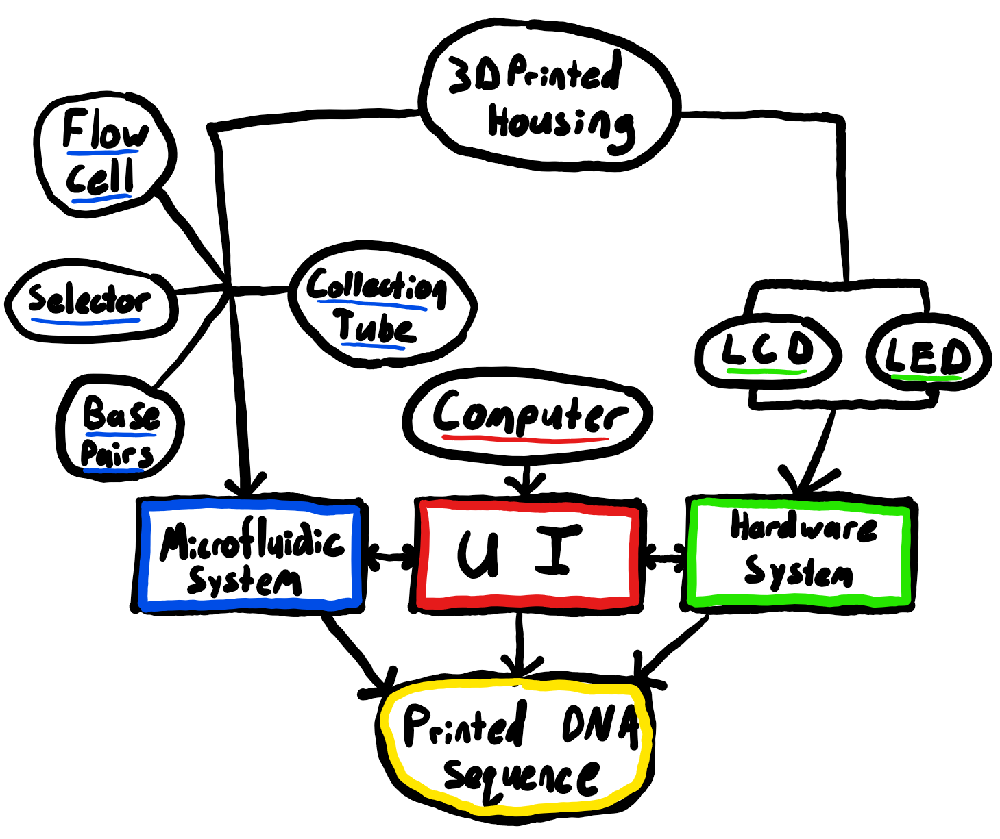 3D Printed
Housing
Flow
Cell
Selector
Collection
Tube
Base
Pairs
LCD
LED
Computer
Microfluidic
System
UI
Hardware
System
Printed DNA
Sequence